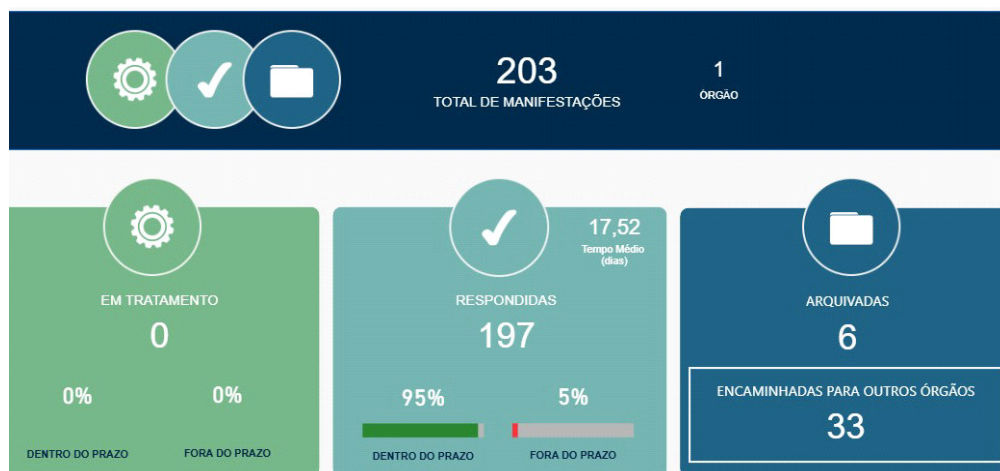 203
TOTAL DE MANIFESTAÇÕES
1
ÓRGÃO
EM TRATAMENTO
0
0%
0%
DENTRO DO PRAZO
FORA DO PRAZO
17,52
Tempo Médio
(dias)
RESPONDIDAS
197
95%
5%
DENTRO DO PRAZO
FORA DO PRAZO
ARQUIVADAS
6
ENCAMINHADAS PARA OUTROS ÓRGÃOS
33